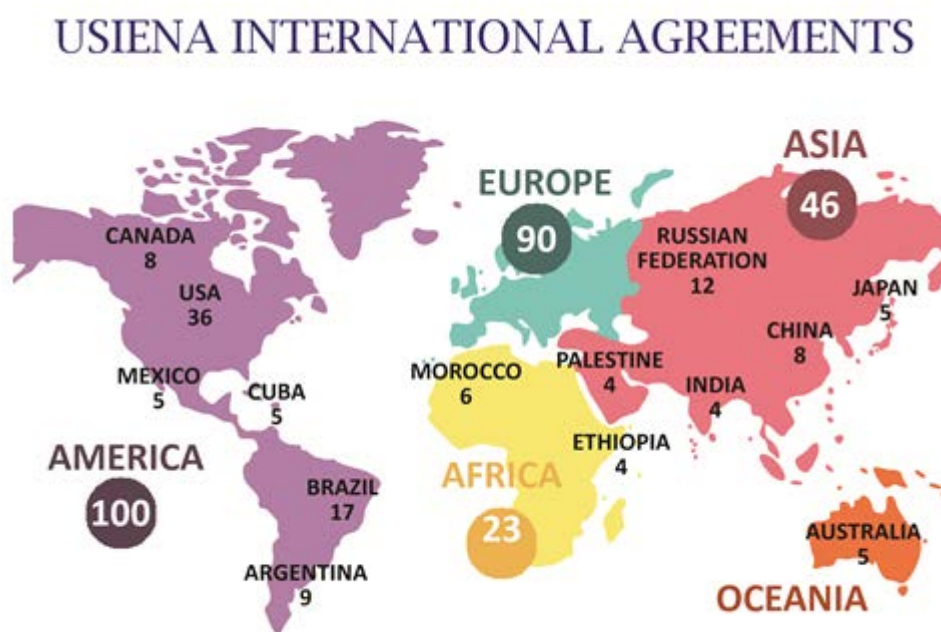 USIENA INTERNATIONAL AGREEMENTS
ASIA
46
EUROPE
90
CANADA
8
RUSSIAN
FEDERATION
12
USA
36
JAPAN
5
CHINA
8
MEXICO
5
CUBA
5
MOROCCO
6
PALESTINE
4
INDIA
4
ETHIOPIA
4
AMERICA
100
AFRICA
23
BRAZIL
17
AUSTRALIA
5
ARGENTINA
9
OCEANIA